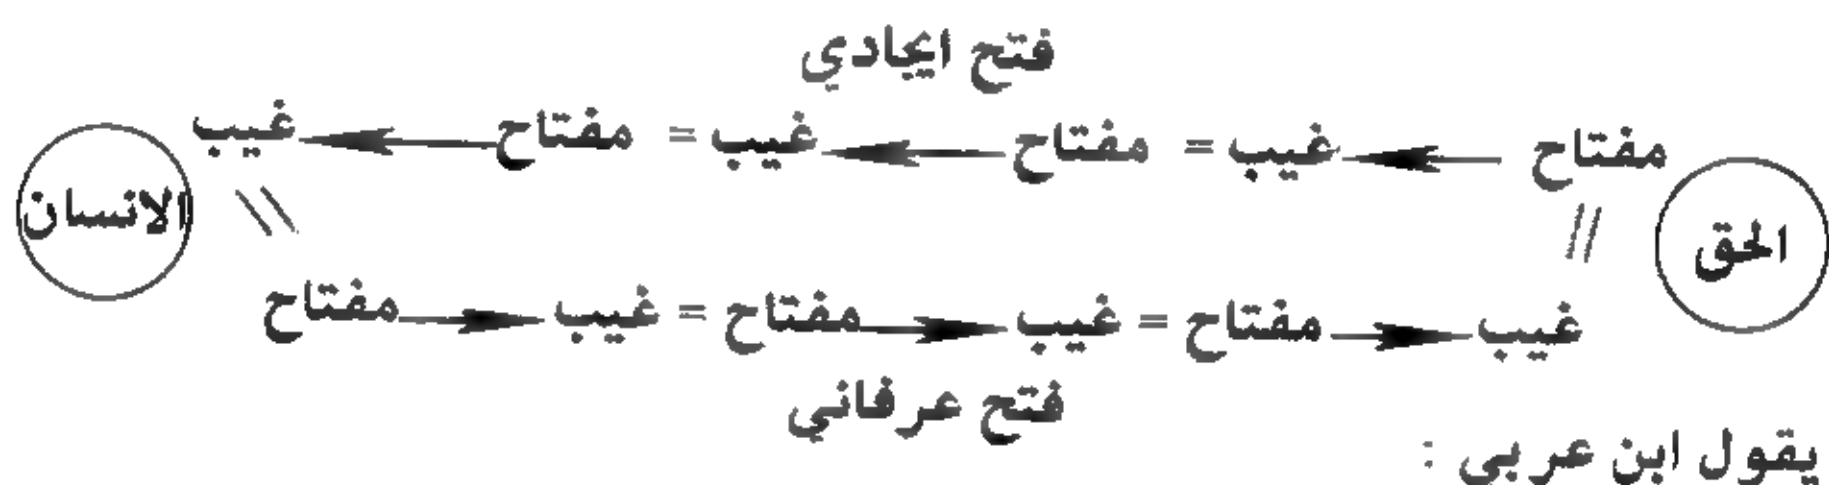 فتح ايجادي
مفتاح ← غيب = مفتاح ← غيب = مفتاح ← غيب
الحق // \\ الانسان
غيب ← مفتاح = غيب ← مفتاح = غيب ← مفتاح
فتح عرفاني
يقول ابن عربي :